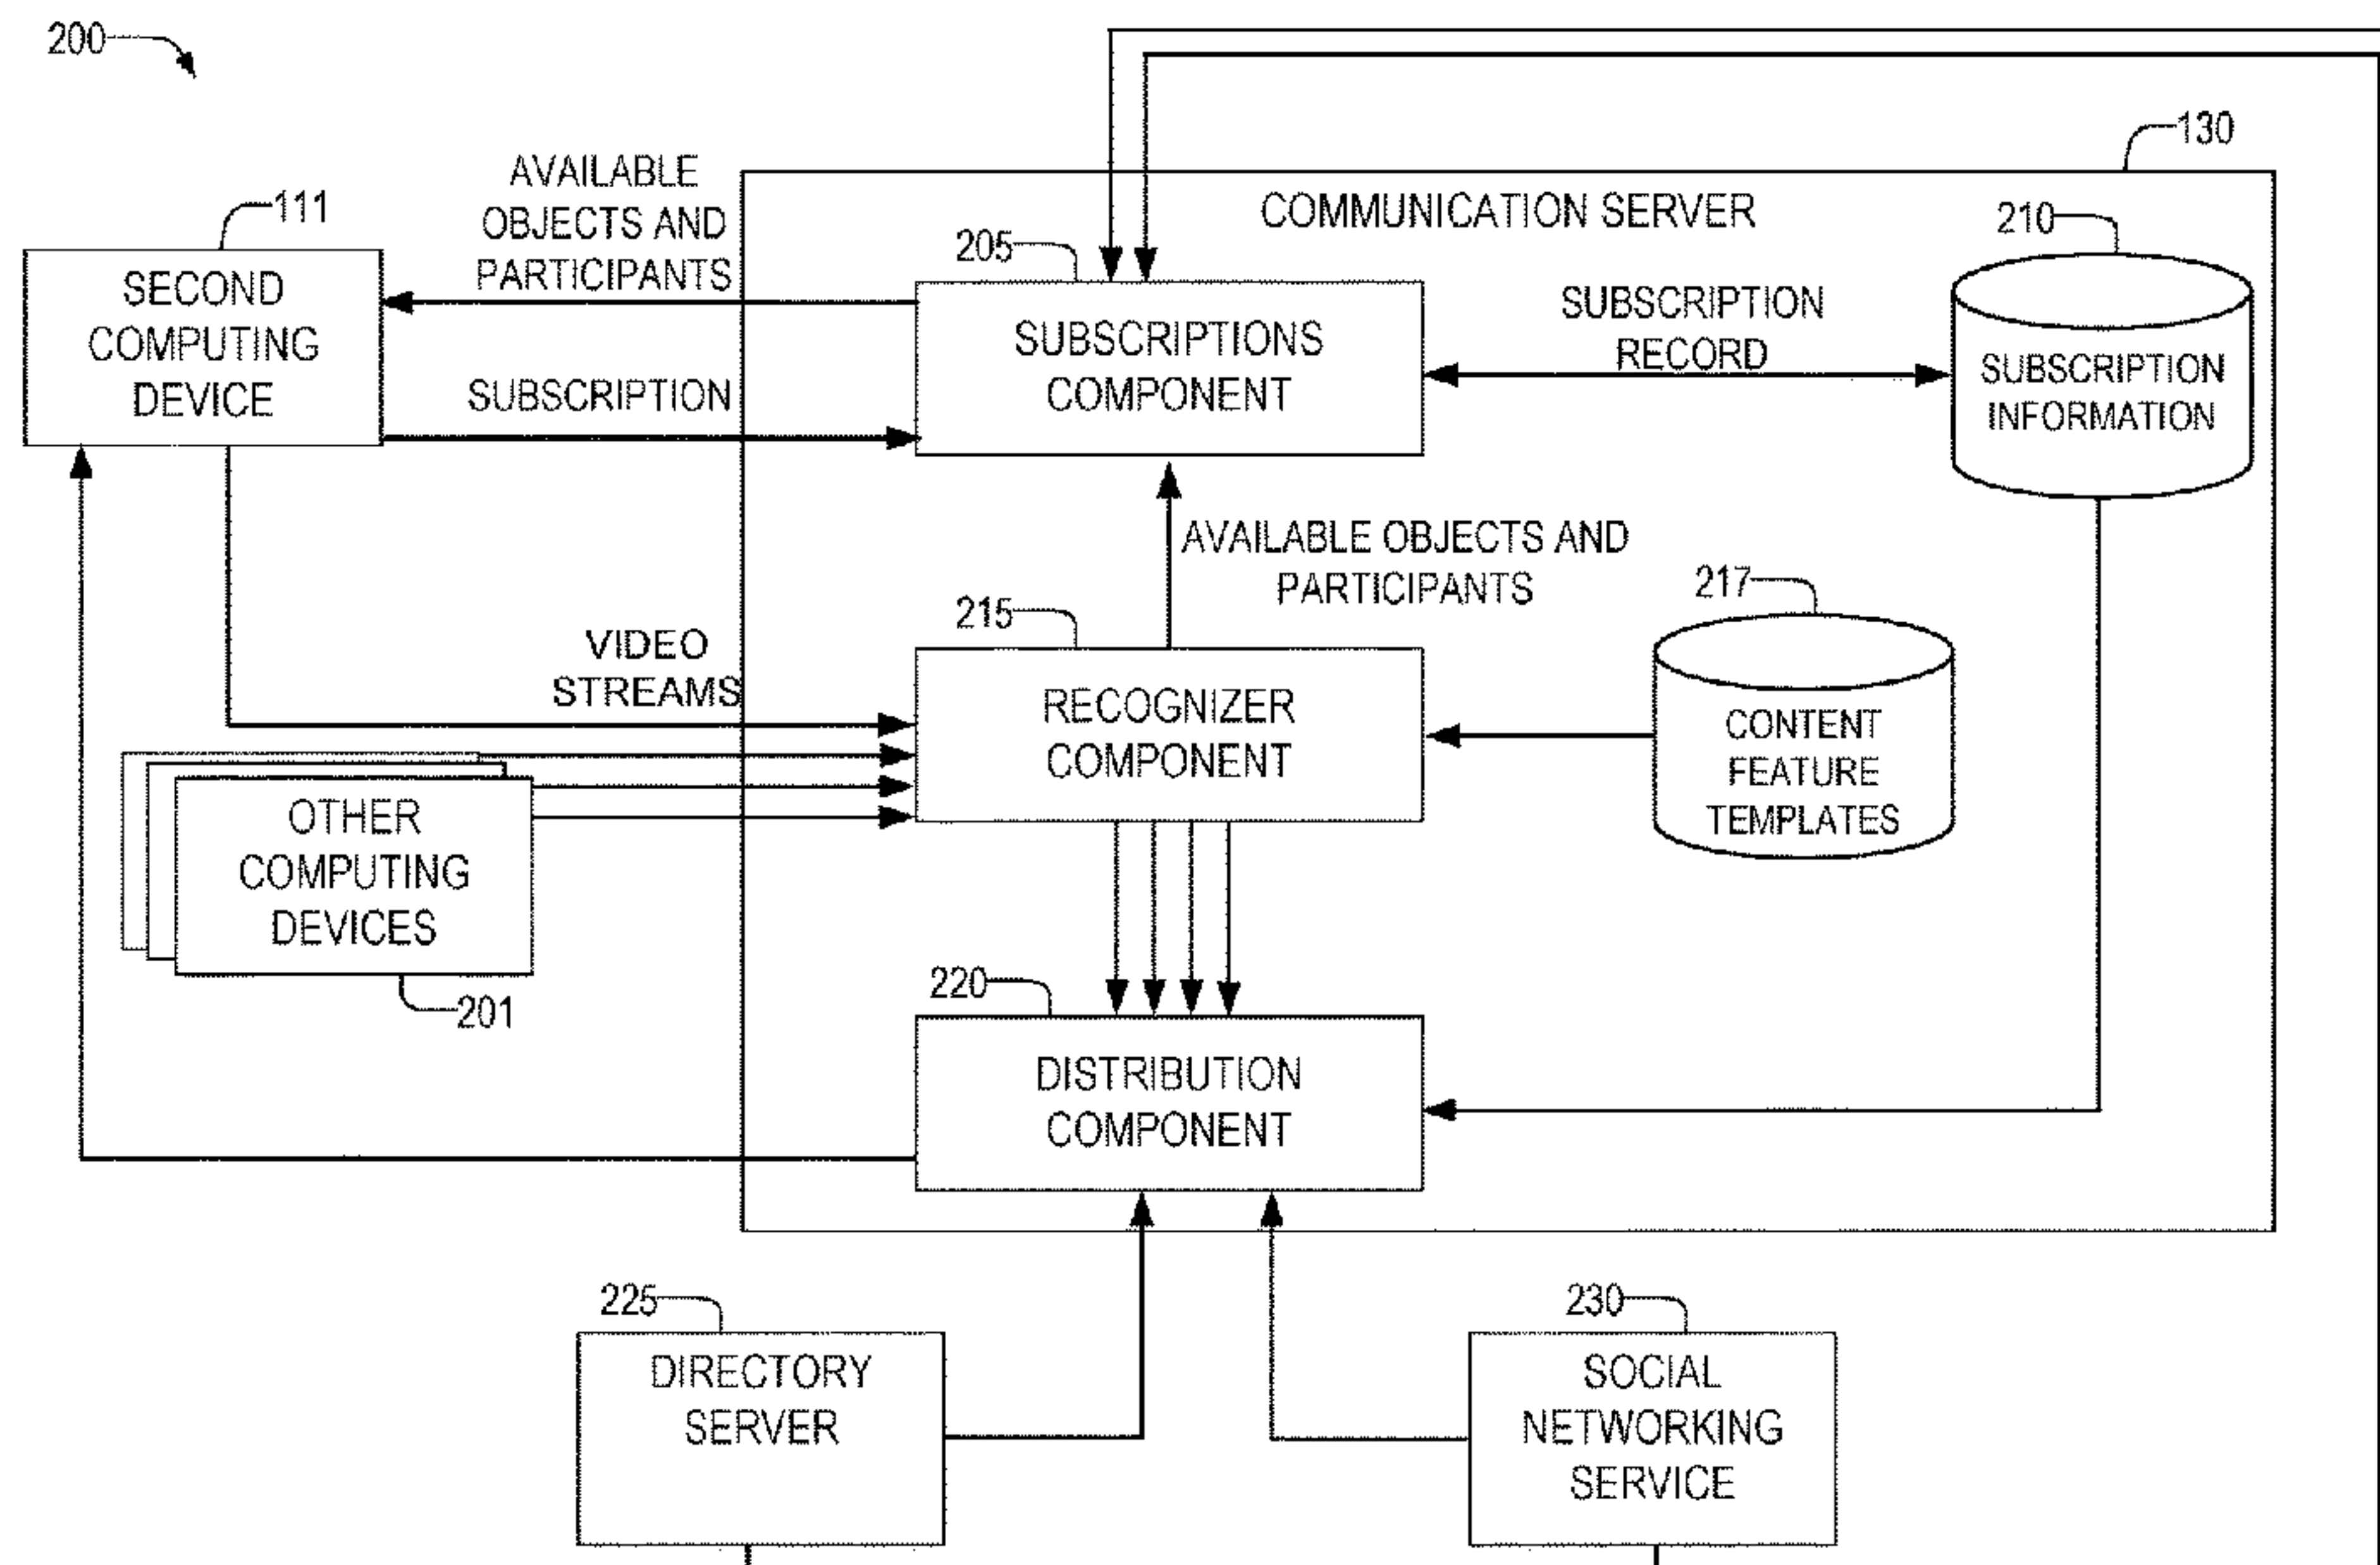 200
130
AVAILABLE
OBJECTS AND
PARTICIPANTS
111
COMMUNICATION SERVER
210
205
SECOND
COMPUTING
DEVICE
SUBSCRIPTIONS
COMPONENT
SUBSCRIPTION
RECORD
SUBSCRIPTION
INFORMATION
SUBSCRIPTION
AVAILABLE OBJECTS AND
PARTICIPANTS
217
215
VIDEO
STREAMS
RECOGNIZER
COMPONENT
CONTENT
FEATURE
TEMPLATES
OTHER
COMPUTING
DEVICES
201
220
DISTRIBUTION
COMPONENT
225
230
DIRECTORY
SERVER
SOCIAL
NETWORKING
SERVICE